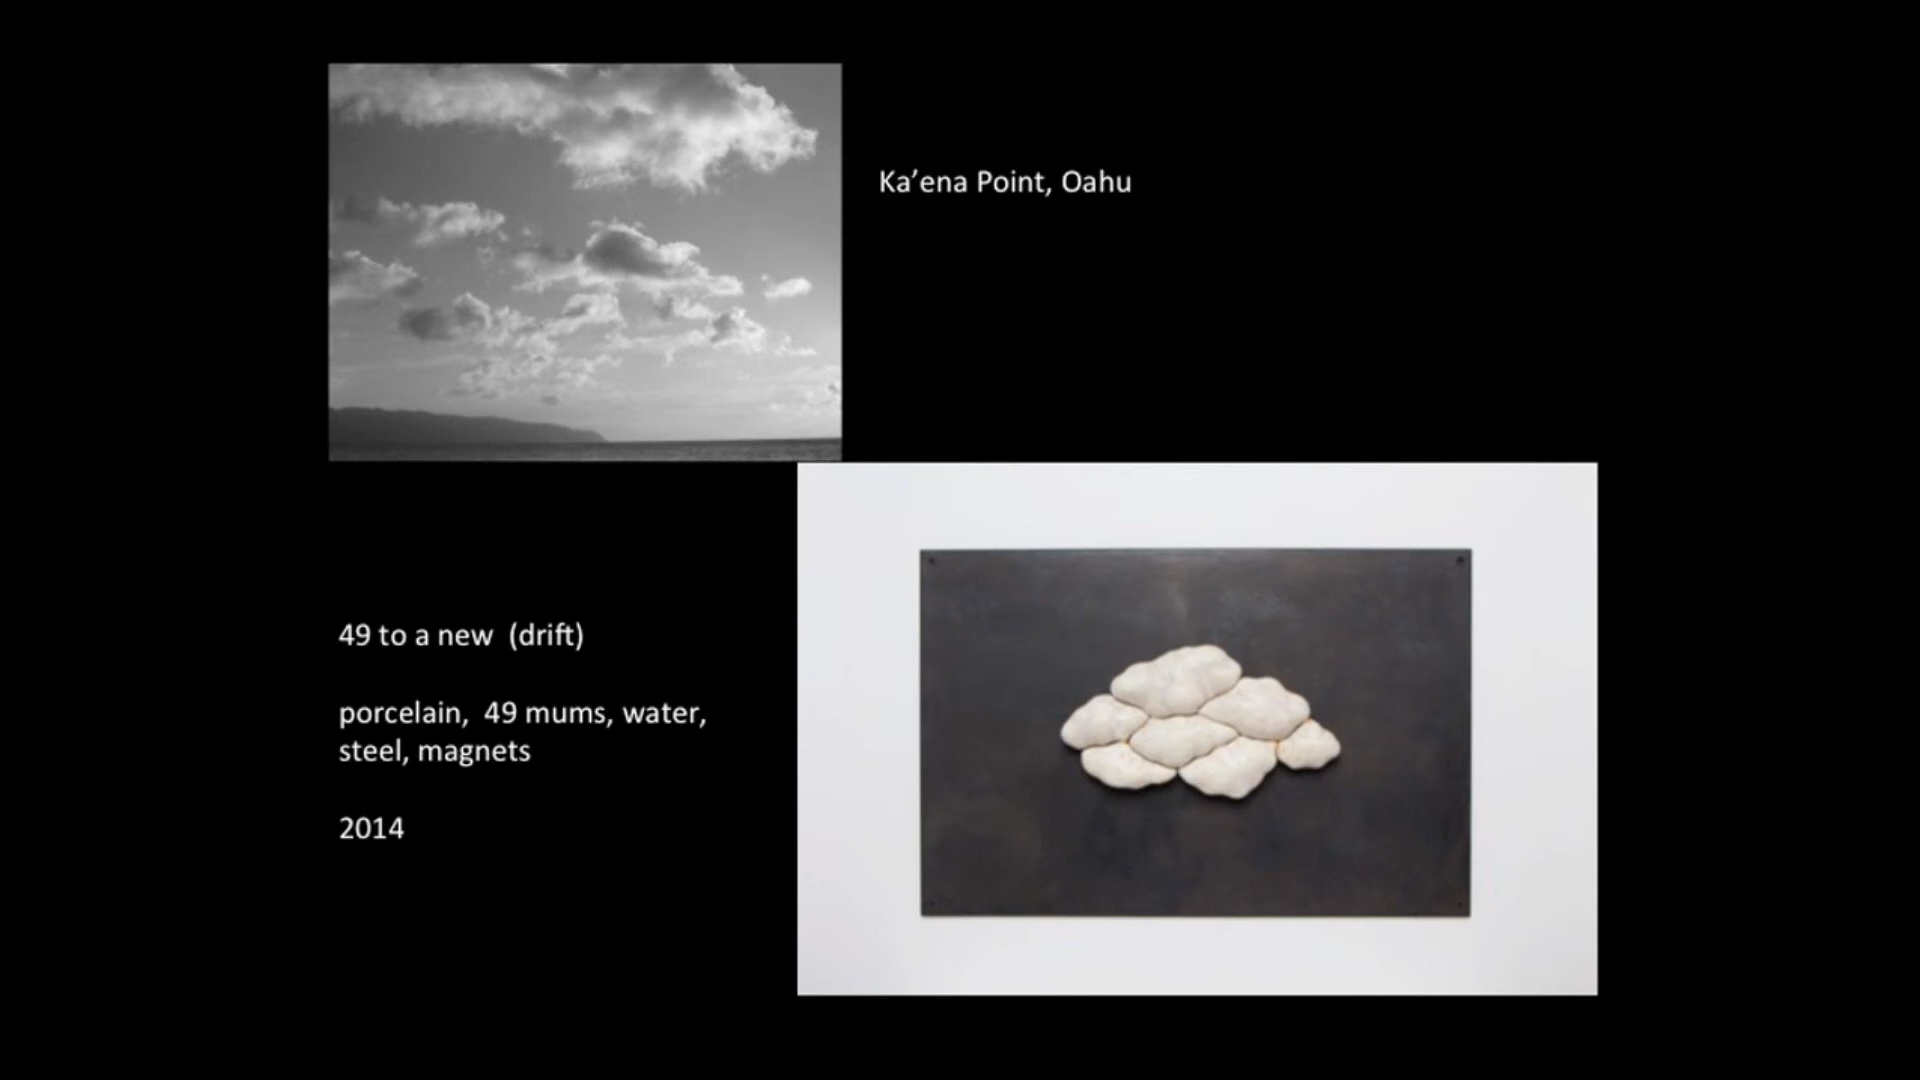 Ka’ena Point, Oahu
49 to a new  (drift)
porcelain,  49 mums, water,
steel, magnets
2014